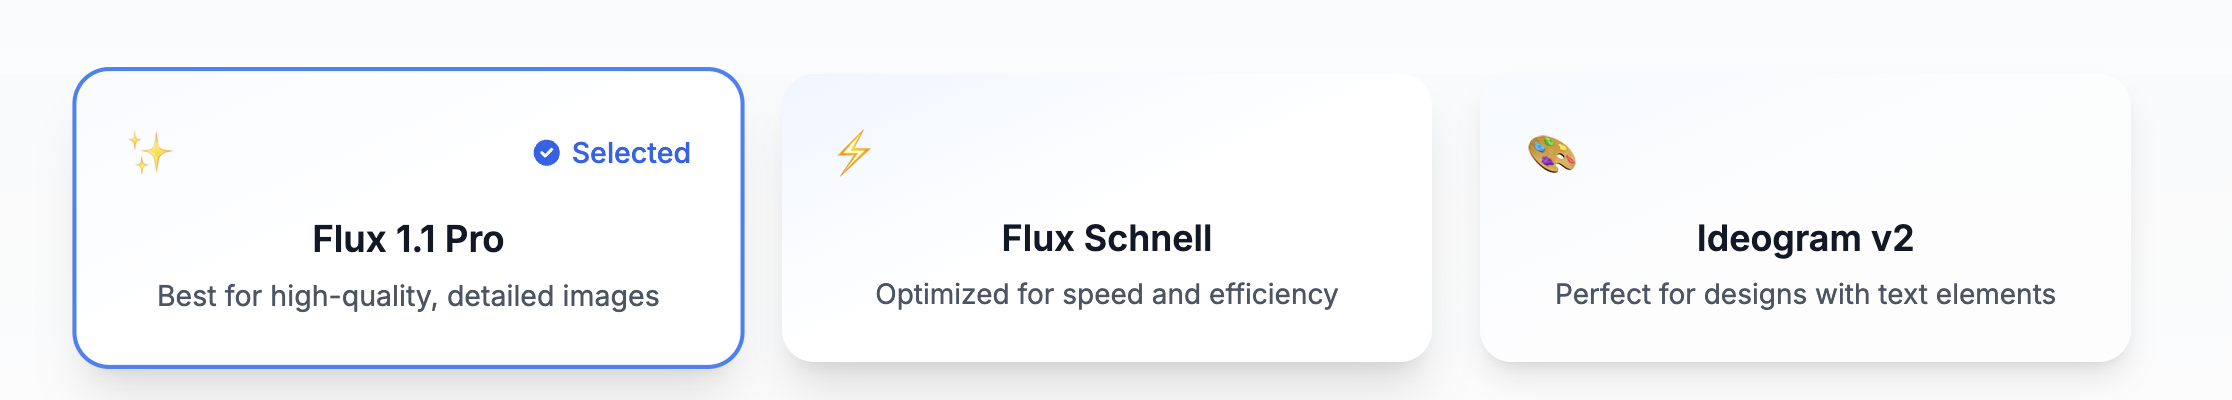 Selected
Flux 1.1 Pro
Best for high-quality, detailed images
Flux Schnell
Optimized for speed and efficiency
Ideogram v2
Perfect for designs with text elements